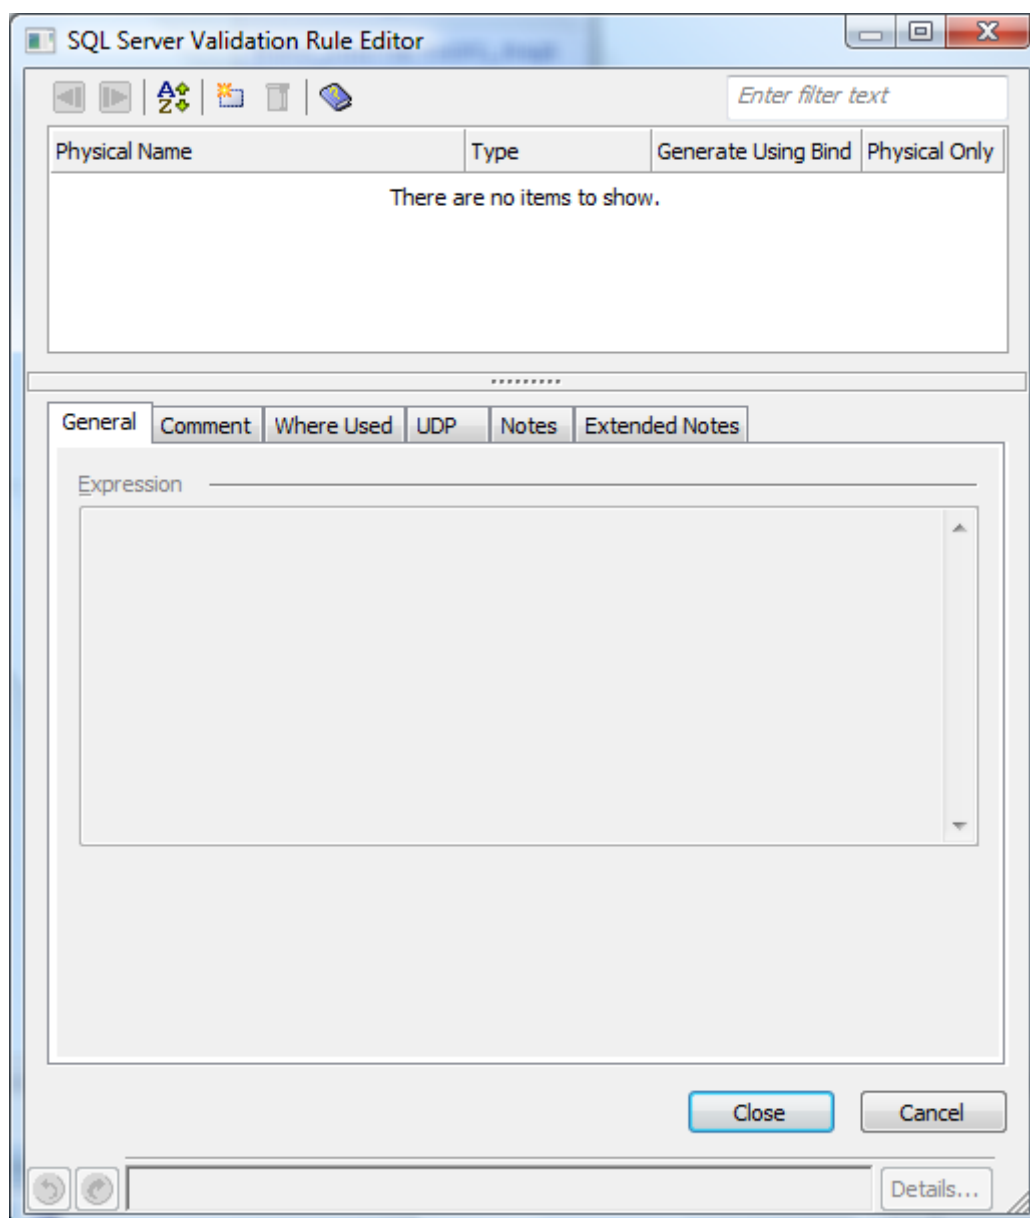 SQL Server Validation Rule Editor
Enter filter text
Physical Name Type Generate Using Bind Physical Only
There are no items to show.
General Comment Where Used UDP Notes Extended Notes
Expression
Close Cancel
Details...